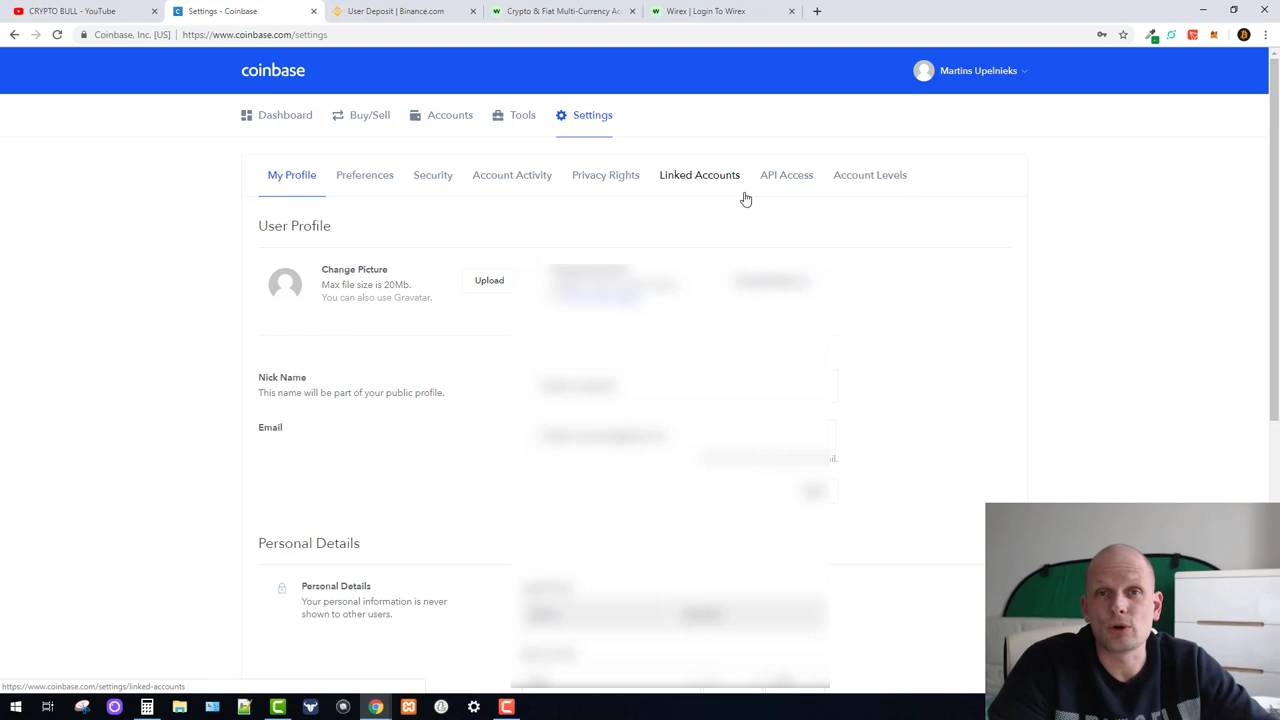 CRYPTO BULL - YouTube
Settings - Coinbase
User Deposit | Binance.com
Crypto & Fiat Multi-Currency Ac
Wirex | Login To Wirex
Coinbase, Inc. [US] | https://www.coinbase.com/settings
coinbase
Martins Upelnieks
Dashboard
Buy/Sell
Accounts
Tools
Settings
My Profile
Preferences
Security
Account Activity
Privacy Rights
Linked Accounts
API Access
Account Levels
User Profile
Change Picture
Max file size is 20Mb.
You can also use Gravatar.
Upload
Nick Name
This name will be part of your public profile.
Email
Personal Details
Personal Details
Your personal information is never
shown to other users.
https://www.coinbase.com/settings/linked-accounts